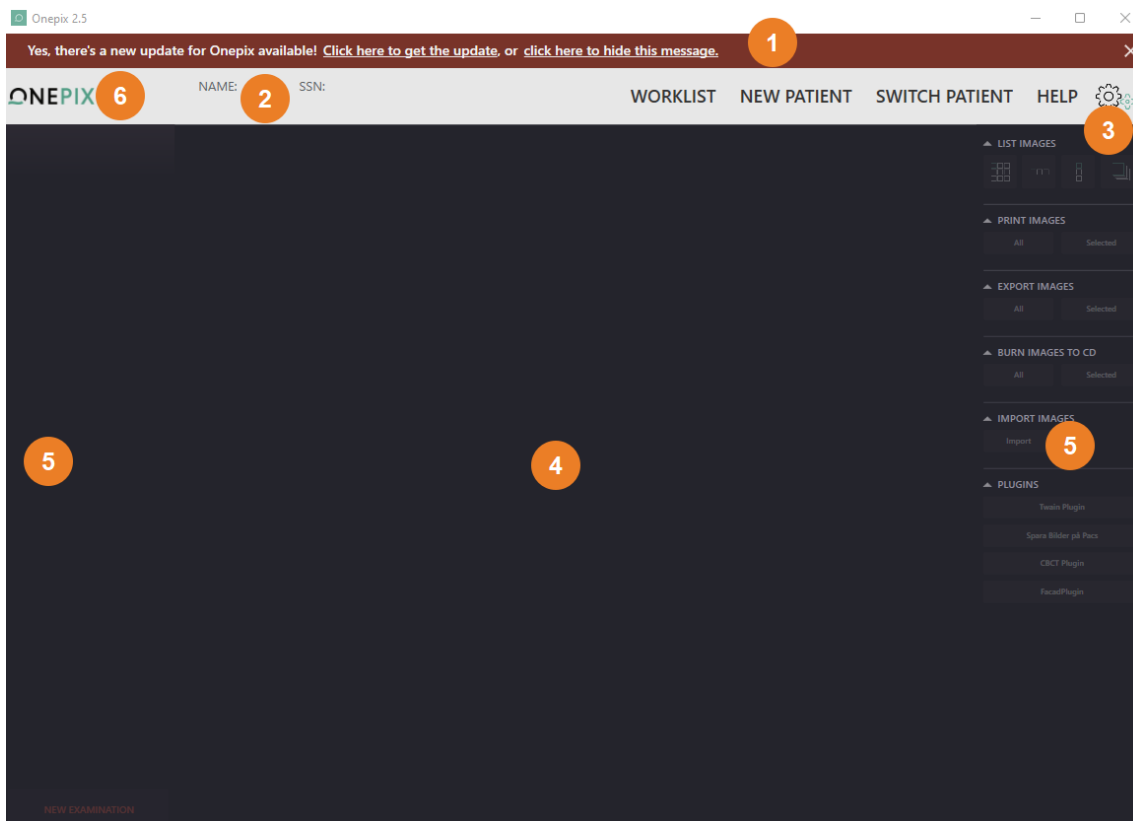 Onepix 2.5
Yes, there's a new update for Onepix available! Click here to get the update, or click here to hide this message.
1
ONEPIX
6
NAME:
2
SSN:
WORKLIST
NEW PATIENT
SWITCH PATIENT
HELP
3
LIST IMAGES
PRINT IMAGES
All
Selected
EXPORT IMAGES
All
Selected
BURN IMAGES TO CD
All
Selected
IMPORT IMAGES
Import
5
5
4
PLUGINS
Twain Plugin
Spara Bilder på Pacs
CBCT Plugin
FacadPlugin
NEW EXAMINATION